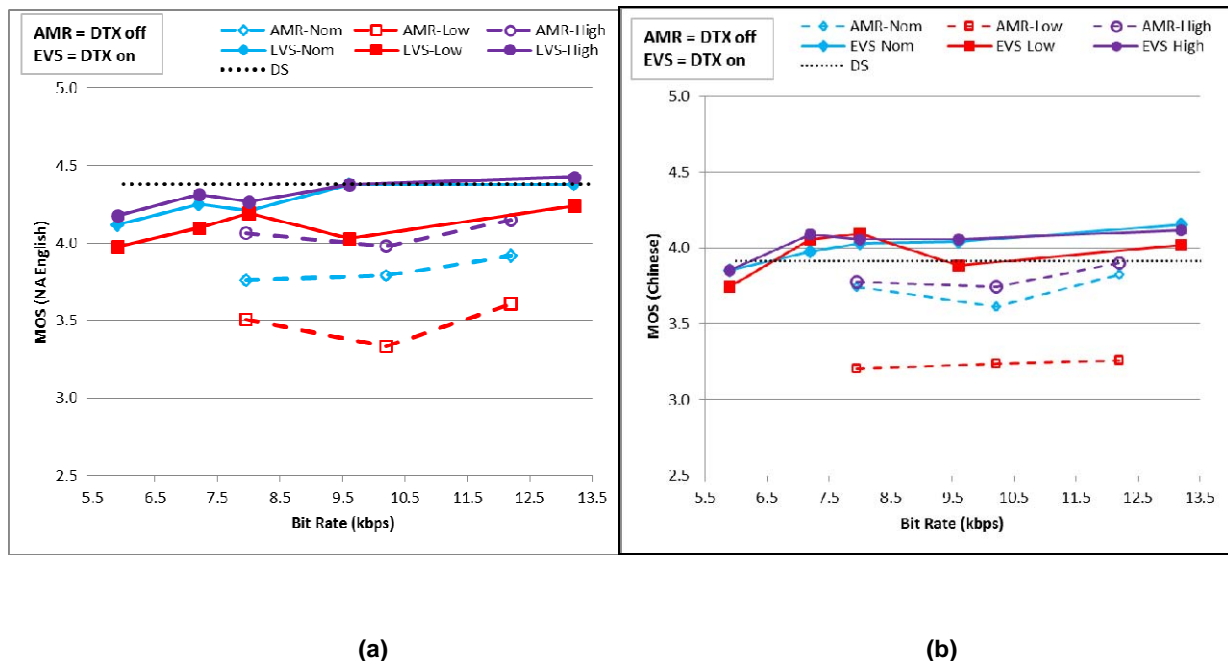 AMR = DTX off
EVS = DTX on
AMR-Nom AMR-Low AMR-High
EVS-Nom EVS-Low EVS-High
DS
5.0
4.5
4.0
3.5
3.0
2.5
MOS (NA English)
5.5 6.5 7.5 8.5 9.5 10.5 11.5 12.5 13.5
Bit Rate (kbps)
AMR = DTX off
EVS = DTX on
AMR-Nom AMR-Low AMR-High
EVS Nom EVS Low EVS High
DS
5.0
4.5
4.0
3.5
3.0
2.5
MOS (Chinese)
5.5 6.5 7.5 8.5 9.5 10.5 11.5 12.5 13.5
Bit Rate (kbps)
(a) (b)